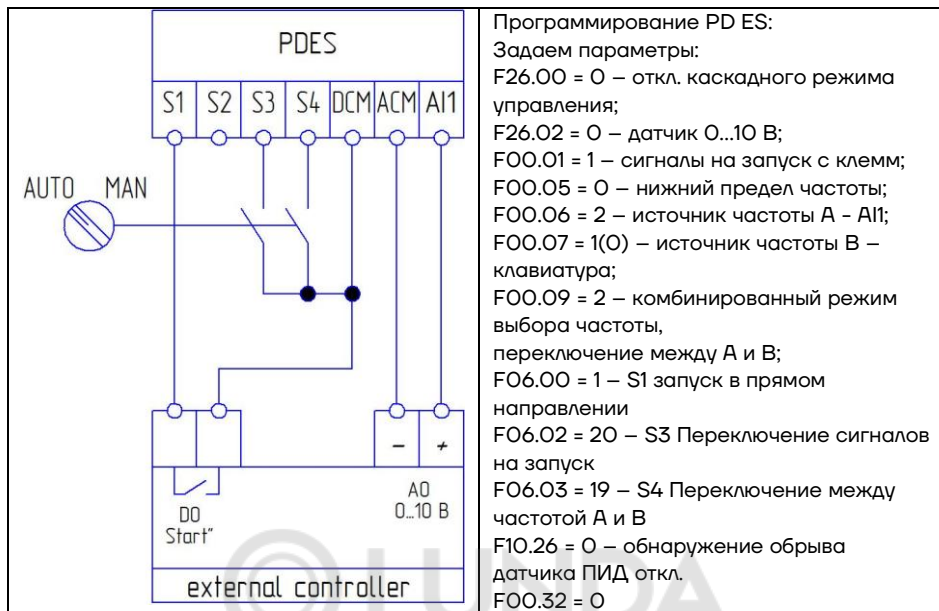 PDES
S1 S2 S3 S4 DCM ACM AI1
AUTO MAN
− +
DO
Start"
AO
0...10 В
external controller
Программирование PD ES:
Задаем параметры:
F26.00 = 0 – откл. каскадного режима
управления;
F26.02 = 0 – датчик 0...10 В;
F00.01 = 1 – сигналы на запуск с клемм;
F00.05 = 0 – нижний предел частоты;
F00.06 = 2 – источник частоты А - AI1;
F00.07 = 1(0) – источник частоты В –
клавиатура;
F00.09 = 2 – комбинированный режим
выбора частоты,
переключение между А и В;
F06.00 = 1 – S1 запуск в прямом
направлении
F06.02 = 20 – S3 Переключение сигналов
на запуск
F06.03 = 19 – S4 Переключение между
частотой А и В
F10.26 = 0 – обнаружение обрыва
датчика ПИД откл.
F00.32 = 0
LUNDA